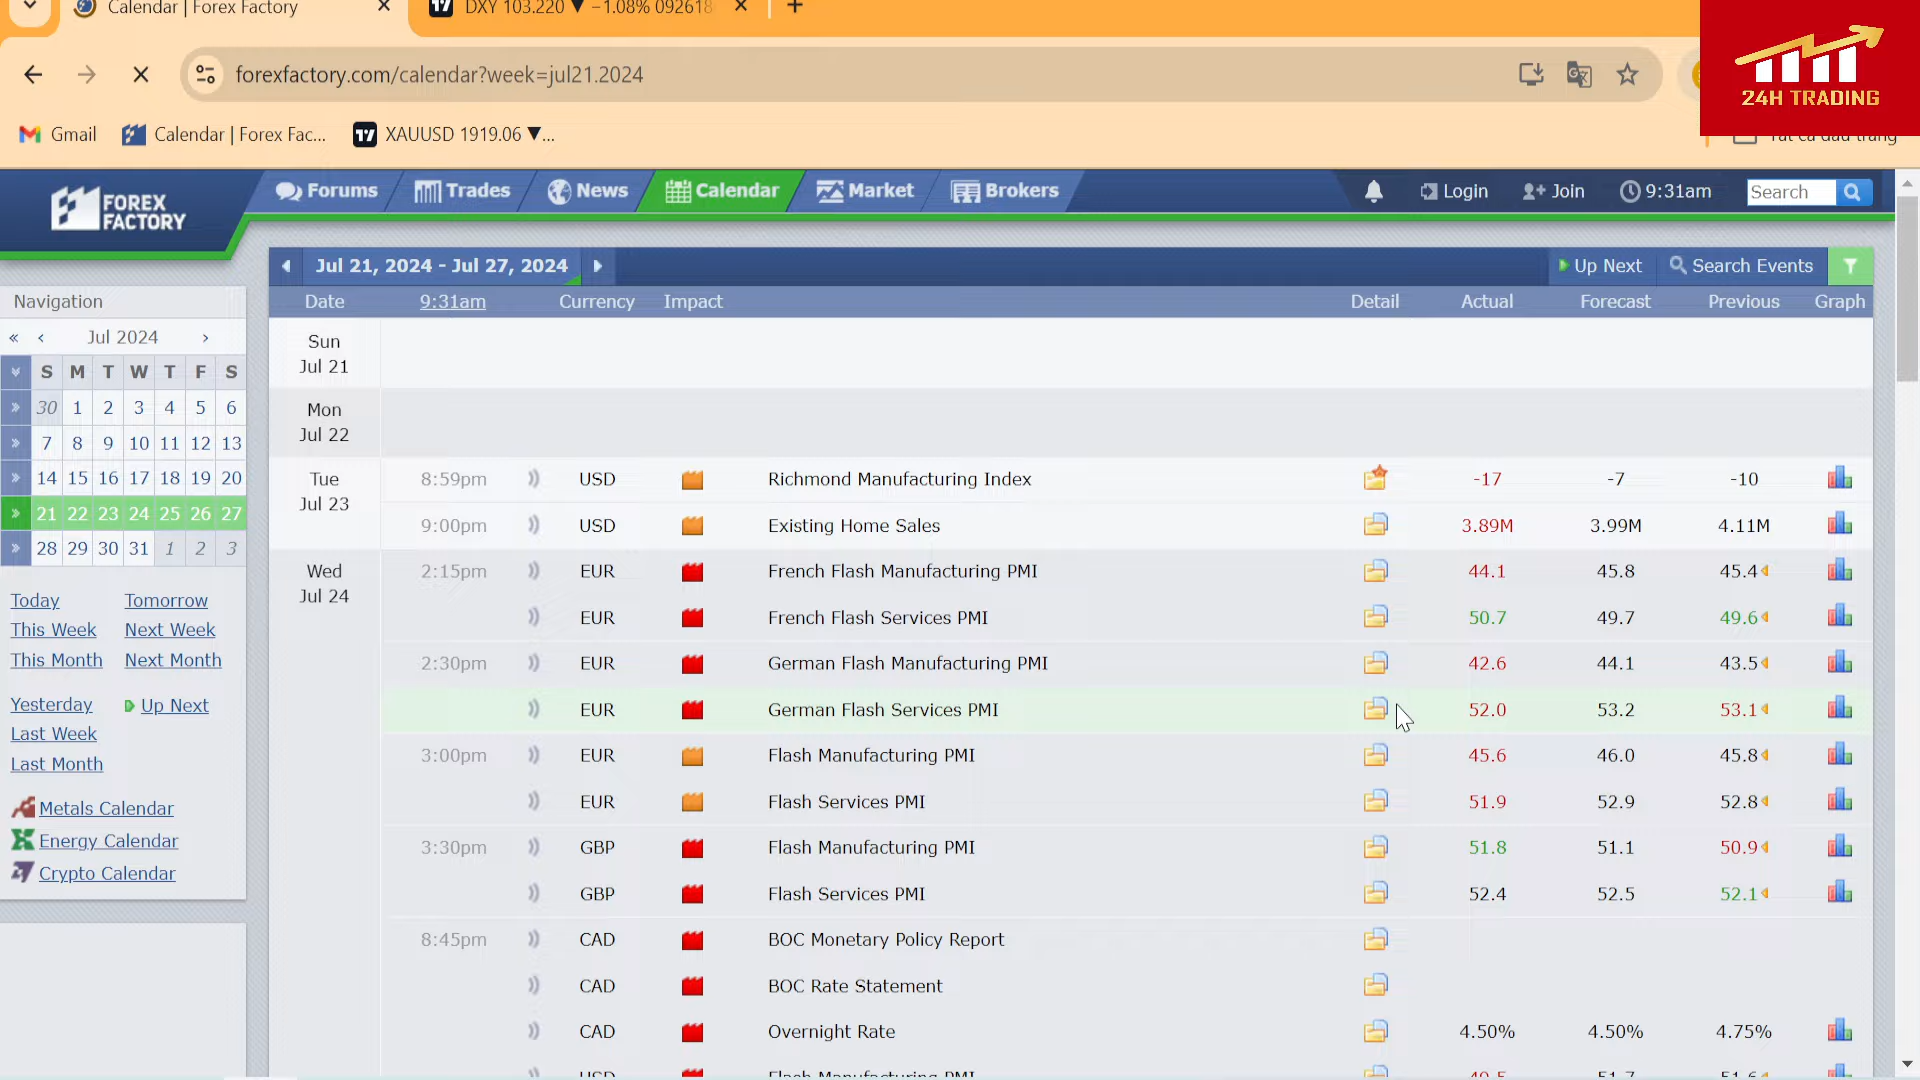 Calendar | Forex Factory
DXY 103.220 ▼ −1.08% 092618
forexfactory.com/calendar?week=jul21.2024
24H TRADING
Gmail
Calendar | Forex Fac...
XAUUSD 1919.06 ▼...
FOREX FACTORY
Forums
Trades
News
Calendar
Market
Brokers
Login
Join
9:31am
Search
Jul 21, 2024 - Jul 27, 2024
Up Next
Search Events
Navigation
« ‹ Jul 2024 ›
S M T W T F S
30 1 2 3 4 5 6
7 8 9 10 11 12 13
14 15 16 17 18 19 20
21 22 23 24 25 26 27
28 29 30 31 1 2 3
Today Tomorrow
This Week Next Week
This Month Next Month
Yesterday Up Next
Last Week
Last Month
Metals Calendar
Energy Calendar
Crypto Calendar
Date 9:31am Currency Impact Detail Actual Forecast Previous Graph
Sun
Jul 21
Mon
Jul 22
Tue
Jul 23
8:59pm USD Richmond Manufacturing Index -17 -7 -10
9:00pm USD Existing Home Sales 3.89M 3.99M 4.11M
Wed
Jul 24
2:15pm EUR French Flash Manufacturing PMI 44.1 45.8 45.4
EUR French Flash Services PMI 50.7 49.7 49.6
2:30pm EUR German Flash Manufacturing PMI 42.6 44.1 43.5
EUR German Flash Services PMI 52.0 53.2 53.1
3:00pm EUR Flash Manufacturing PMI 45.6 46.0 45.8
EUR Flash Services PMI 51.9 52.9 52.8
3:30pm GBP Flash Manufacturing PMI 51.8 51.1 50.9
GBP Flash Services PMI 52.4 52.5 52.1
8:45pm CAD BOC Monetary Policy Report
CAD BOC Rate Statement
CAD Overnight Rate 4.50% 4.50% 4.75%
USD Flash Manufacturing PMI 49.5 51.7 51.6